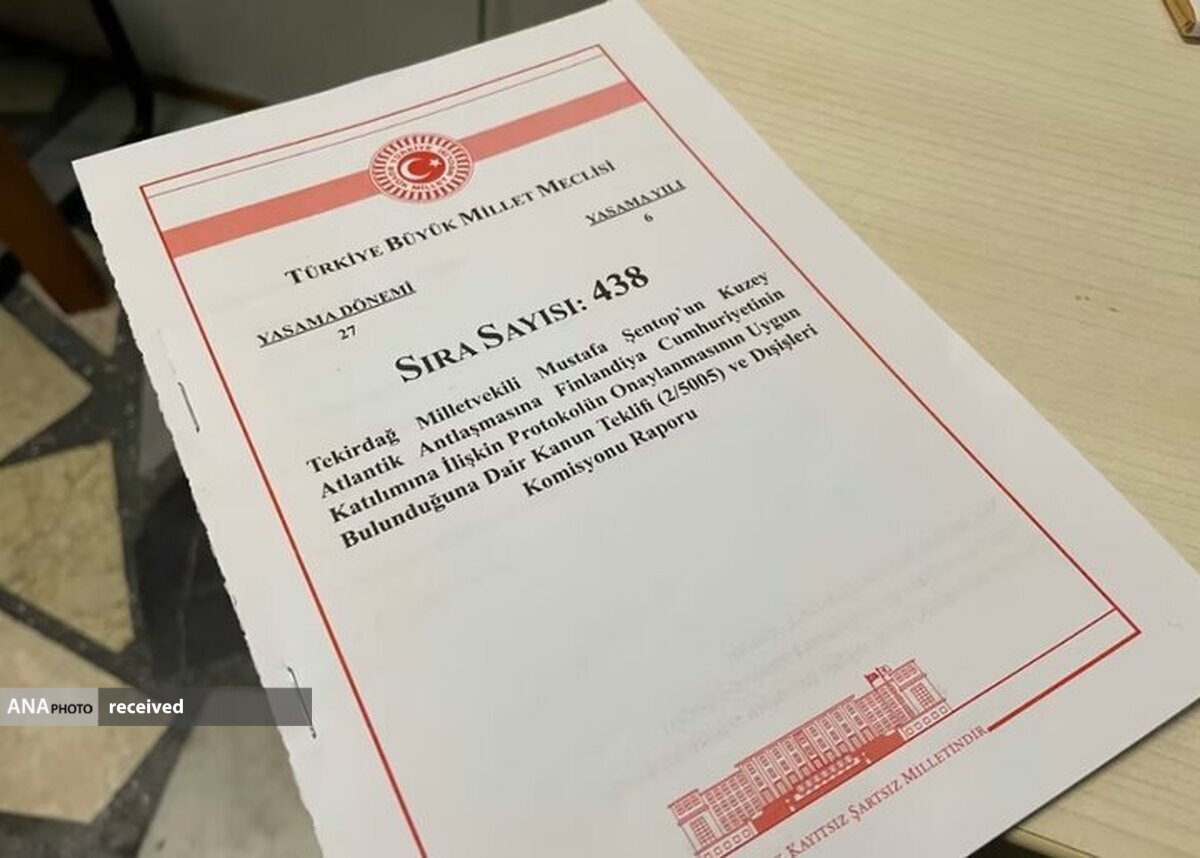 TÜRKİYE BÜYÜK MİLLET MECLİSİ
YASAMA DÖNEMİ
27
YASAMA YILI
6
SIRA SAYISI: 438
Tekirdağ Milletvekili Mustafa Şentop'un Kuzey
Atlantik Antlaşmasına Finlandiya Cumhuriyetinin
Katılımına İlişkin Protokolün Onaylanmasının Uygun
Bulunduğuna Dair Kanun Teklifi (2/5005) ve Dışişleri
Komisyonu Raporu
KAYITSIZ ŞARTSIZ MİLLETİNDİR
ANA PHOTO received